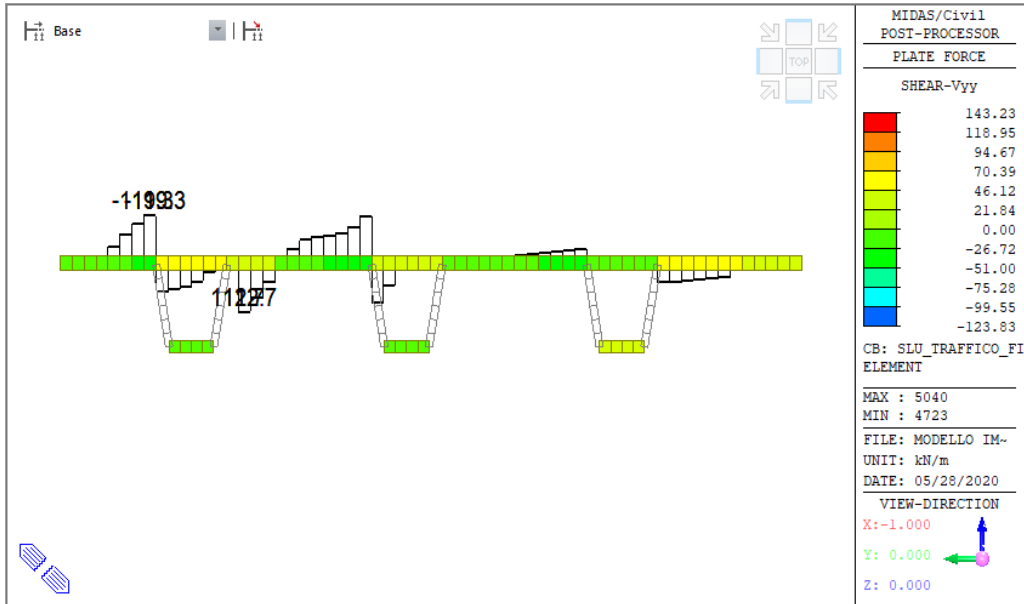 Base
TOP
MIDAS/Civil
POST-PROCESSOR
PLATE FORCE
SHEAR-Vyy
143.23
118.95
94.67
70.39
46.12
21.84
0.00
-26.72
-51.00
-75.28
-99.55
-123.83
CB: SLU_TRAFFICO_FI
ELEMENT
MAX : 5040
MIN : 4723
FILE: MODELLO IM~
UNIT: kN/m
DATE: 05/28/2020
VIEW-DIRECTION
X:-1.000
Y: 0.000
Z: 0.000